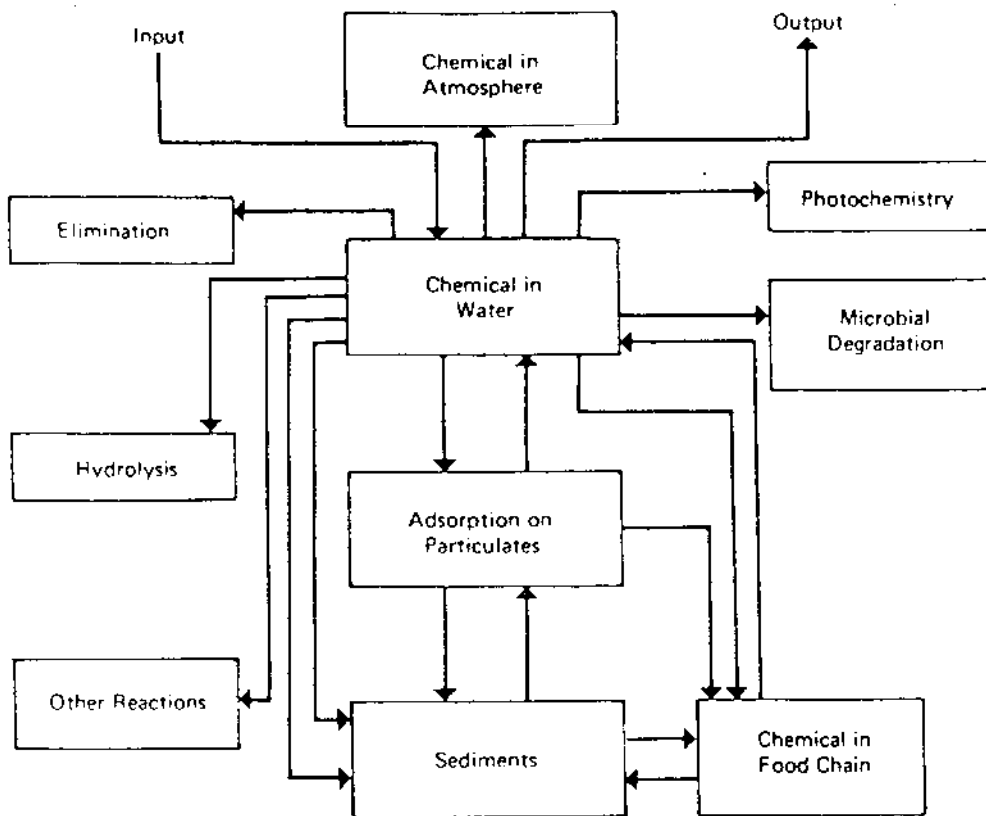 Input
Output
Chemical in
Atmosphere
Photochemistry
Elimination
Chemical in
Water
Microbial
Degradation
Hydrolysis
Adsorption on
Particulates
Other Reactions
Sediments
Chemical in
Food Chain